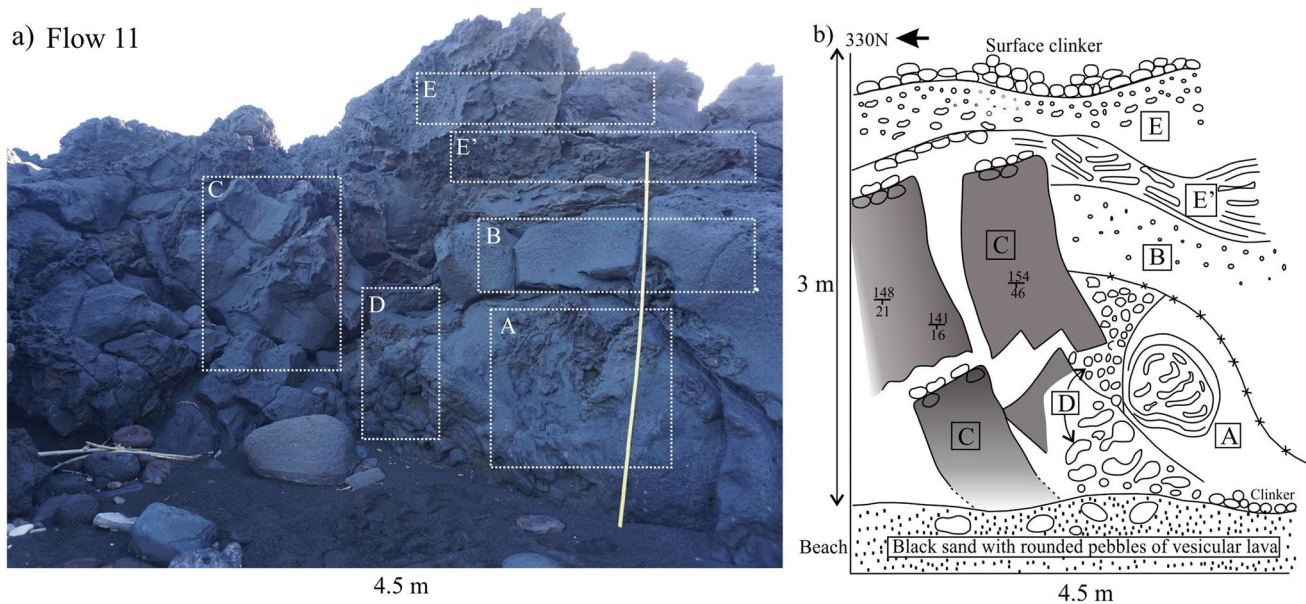 a) Flow 11
E
E’
C
B
D
A
4.5 m
b)
330N
Surface clinker
E
E’
C
B
154
46
148
21
141
16
3 m
D
C
A
Clinker
Beach
Black sand with rounded pebbles of vesicular lava
4.5 m